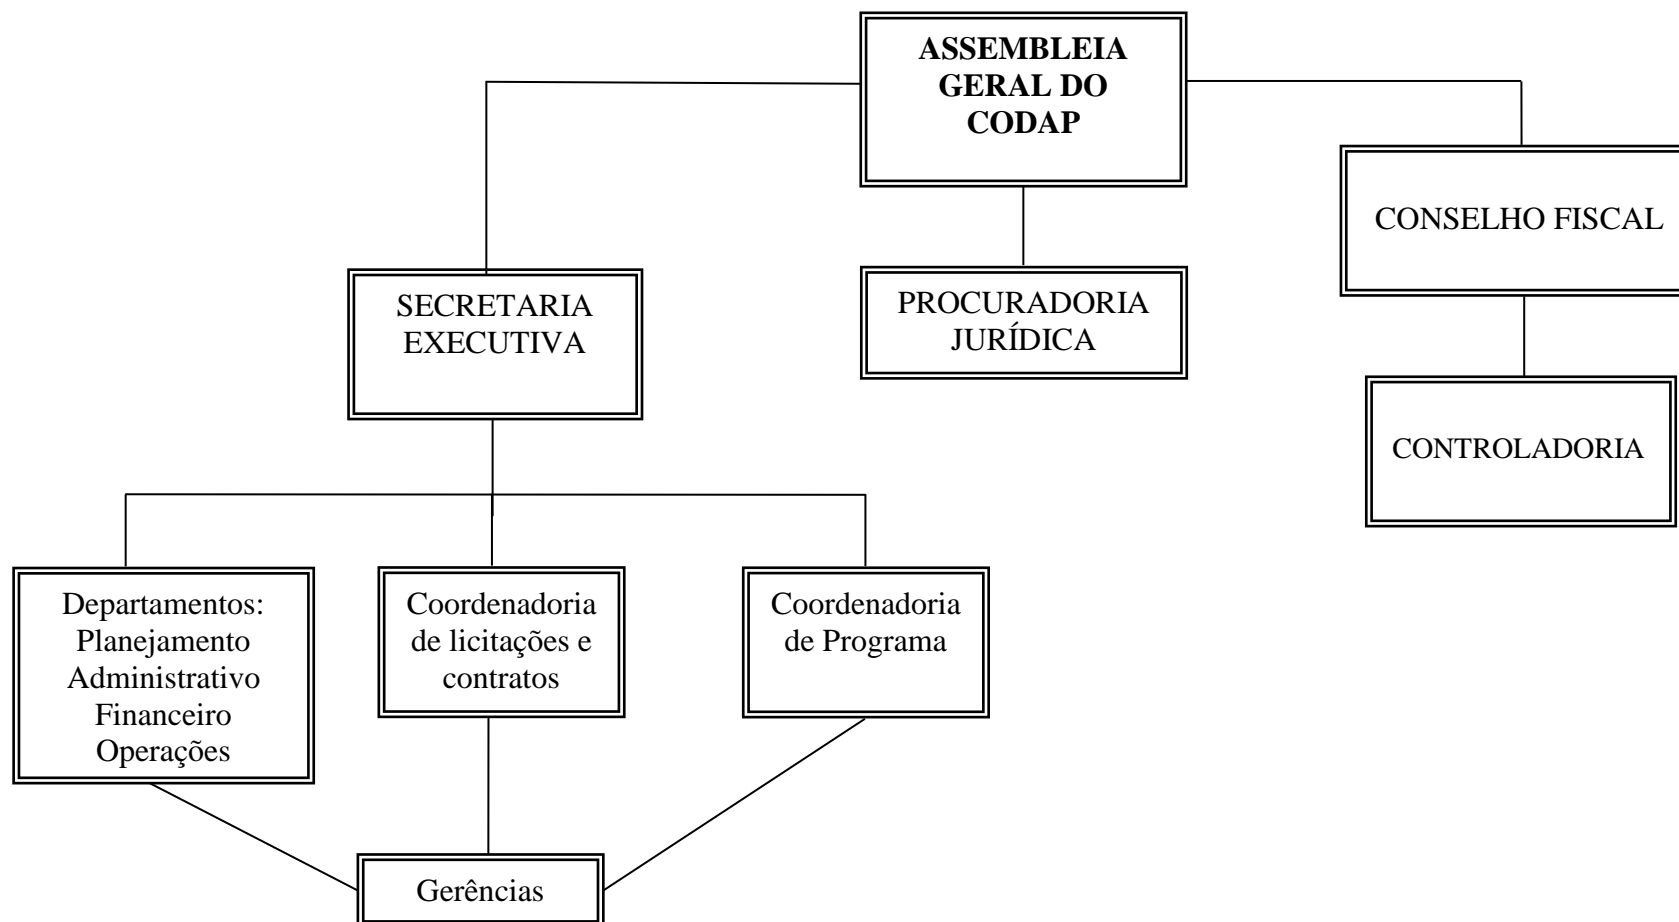 ASSEMBLEIA
GERAL DO
CODAP
CONSELHO FISCAL
SECRETARIA
EXECUTIVA
PROCURADORIA
JURÍDICA
CONTROLADORIA
Departamentos:
Planejamento
Administrativo
Financeiro
Operações
Coordenadoria
de licitações e
contratos
Coordenadoria
de Programa
Gerências